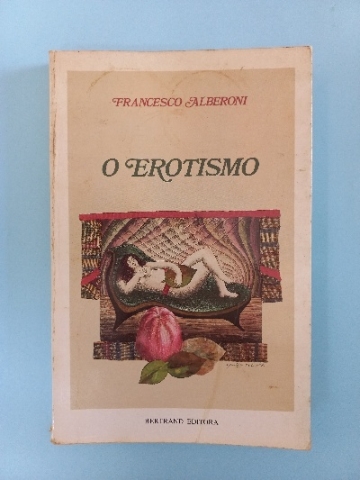 FRANCESCO ALBERONI
O EROTISMO
BERTRAND EDITORA